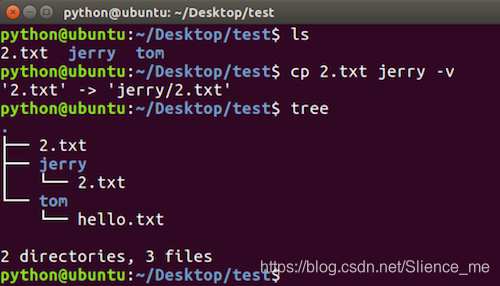 python@ubuntu: ~/Desktop/test
python@ubuntu:~/Desktop/test$ ls
2.txt  jerry  tom
python@ubuntu:~/Desktop/test$ cp 2.txt jerry -v
'2.txt' -> 'jerry/2.txt'
python@ubuntu:~/Desktop/test$ tree
.
├── 2.txt
├── jerry
│   └── 2.txt
└── tom
    └── hello.txt
2 directories, 3 files
python@ubuntu:~/Desktop/test$
https://blog.csdn.net/Slience_me